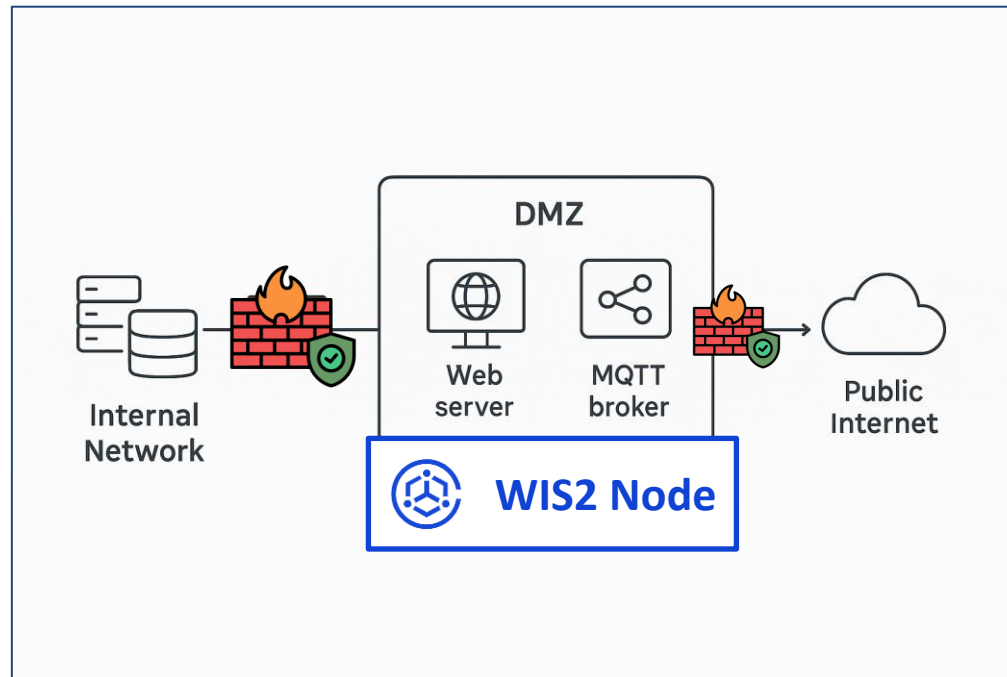 DMZ
Web
server
MQTT
broker
Internal
Network
Public
Internet
WIS2 Node